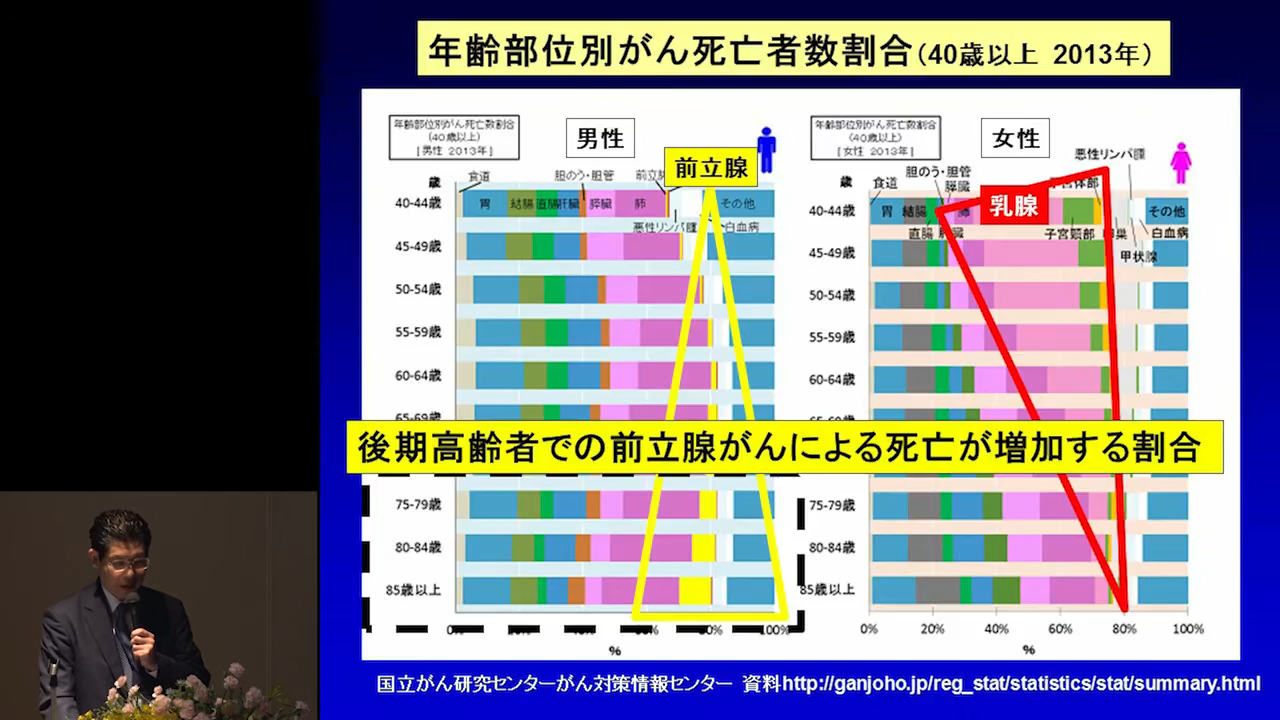 年齢部位別がん死亡者数割合(40歳以上 2013年)
年齢部位別がん死亡数割合
(40歳以上)
[男性 2013年]
男性
前立腺
食道
胆のう・胆管
歳
40-44歳
胃
結腸
直腸
肝臓
膵臓
肺
その他
悪性リンパ腫
白血病
45-49歳
50-54歳
55-59歳
60-64歳
65-69歳
年齢部位別がん死亡数割合
(40歳以上)
[女性 2013年]
女性
悪性リンパ腫
胆のう・胆管
膵臓
歳
食道
乳腺
40-44歳
胃
結腸
肺
その他
直腸
子宮頸部
白血病
甲状腺
45-49歳
50-54歳
55-59歳
60-64歳
後期高齢者での前立腺がんによる死亡が増加する割合
75-79歳
80-84歳
85歳以上
100%
%
75-79歳
80-84歳
85歳以上
0% 20% 40% 60% 80% 100%
%
国立がん研究センターがん対策情報センター 資料http://ganjoho.jp/reg_stat/statistics/stat/summary.html